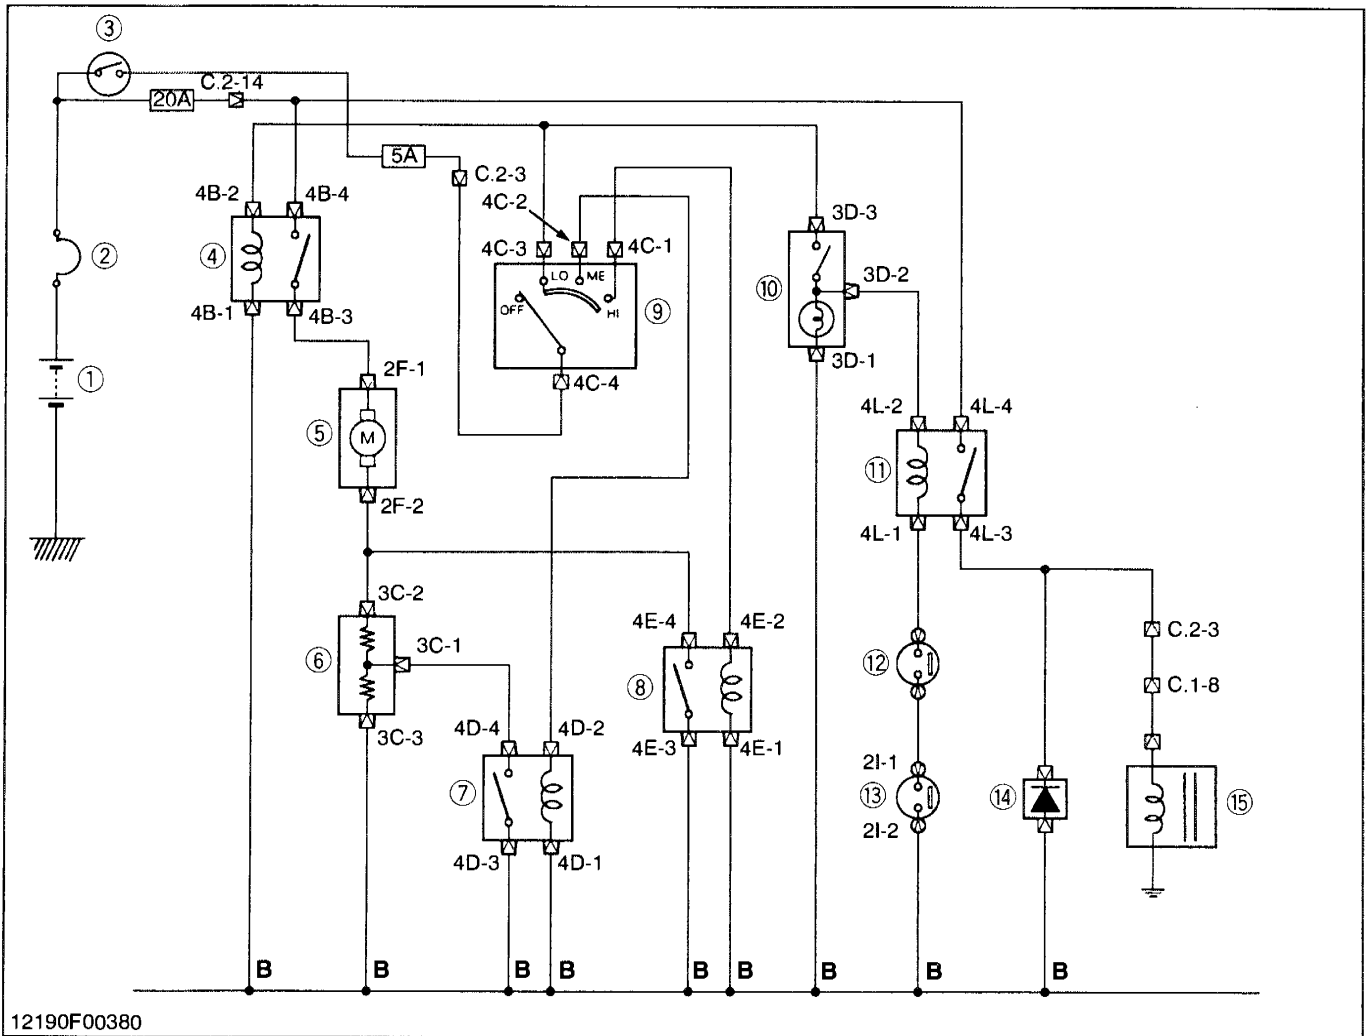 ③
C.2-14
20A
5A
C.2-3
4B-2
4B-4
4C-2
3D-3
4C-3
4C-1
②
④
LO
ME
3D-2
⑩
OFF
HI
⑨
4B-1
4B-3
3D-1
①
2F-1
4C-4
4L-2
4L-4
⑤
M
⑪
2F-2
4L-1
4L-3
3C-2
4E-4
4E-2
C.2-3
3C-1
⑥
⑫
⑧
C.1-8
3C-3
4D-4
4D-2
4E-3
4E-1
2I-1
⑦
⑬
⑭
⑮
2I-2
4D-3
4D-1
B
B
B
B
B
B
B
B
B
12190F00380